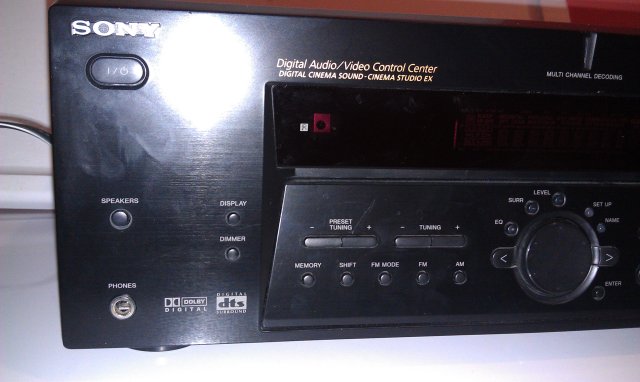 SONY
I / ⏻
Digital Audio/Video Control Center
DIGITAL CINEMA SOUND - CINEMA STUDIO EX
MULTI CHANNEL DECODING
SPEAKERS
DISPLAY
DIMMER
PHONES
DOLBY
DIGITAL
DIGITAL
dts
SURROUND
- PRESET +
TUNING
- TUNING +
MEMORY
SHIFT
FM MODE
FM
AM
LEVEL
SURR
SET UP
EQ
NAME
< >
ENTER